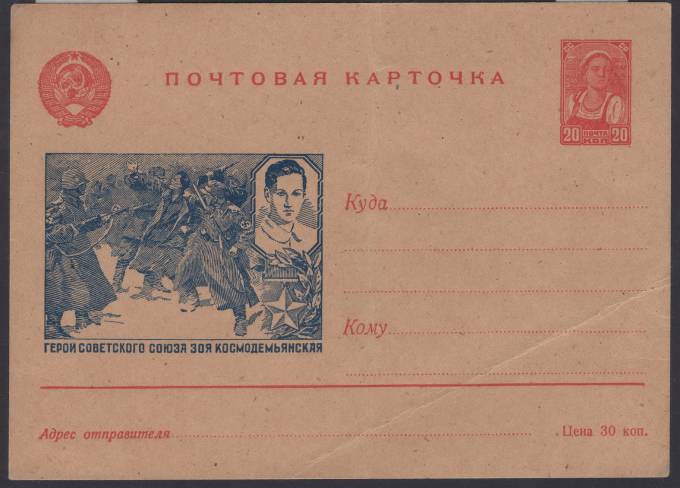 ПОЧТОВАЯ КАРТОЧКА
20 ПОЧТА 20
КОП.
Куда
ГЕРОЙ СОВЕТСКОГО СОЮЗА ЗОЯ КОСМОДЕМЬЯНСКАЯ
Кому
Адрес отправителя
Цена 30 коп.